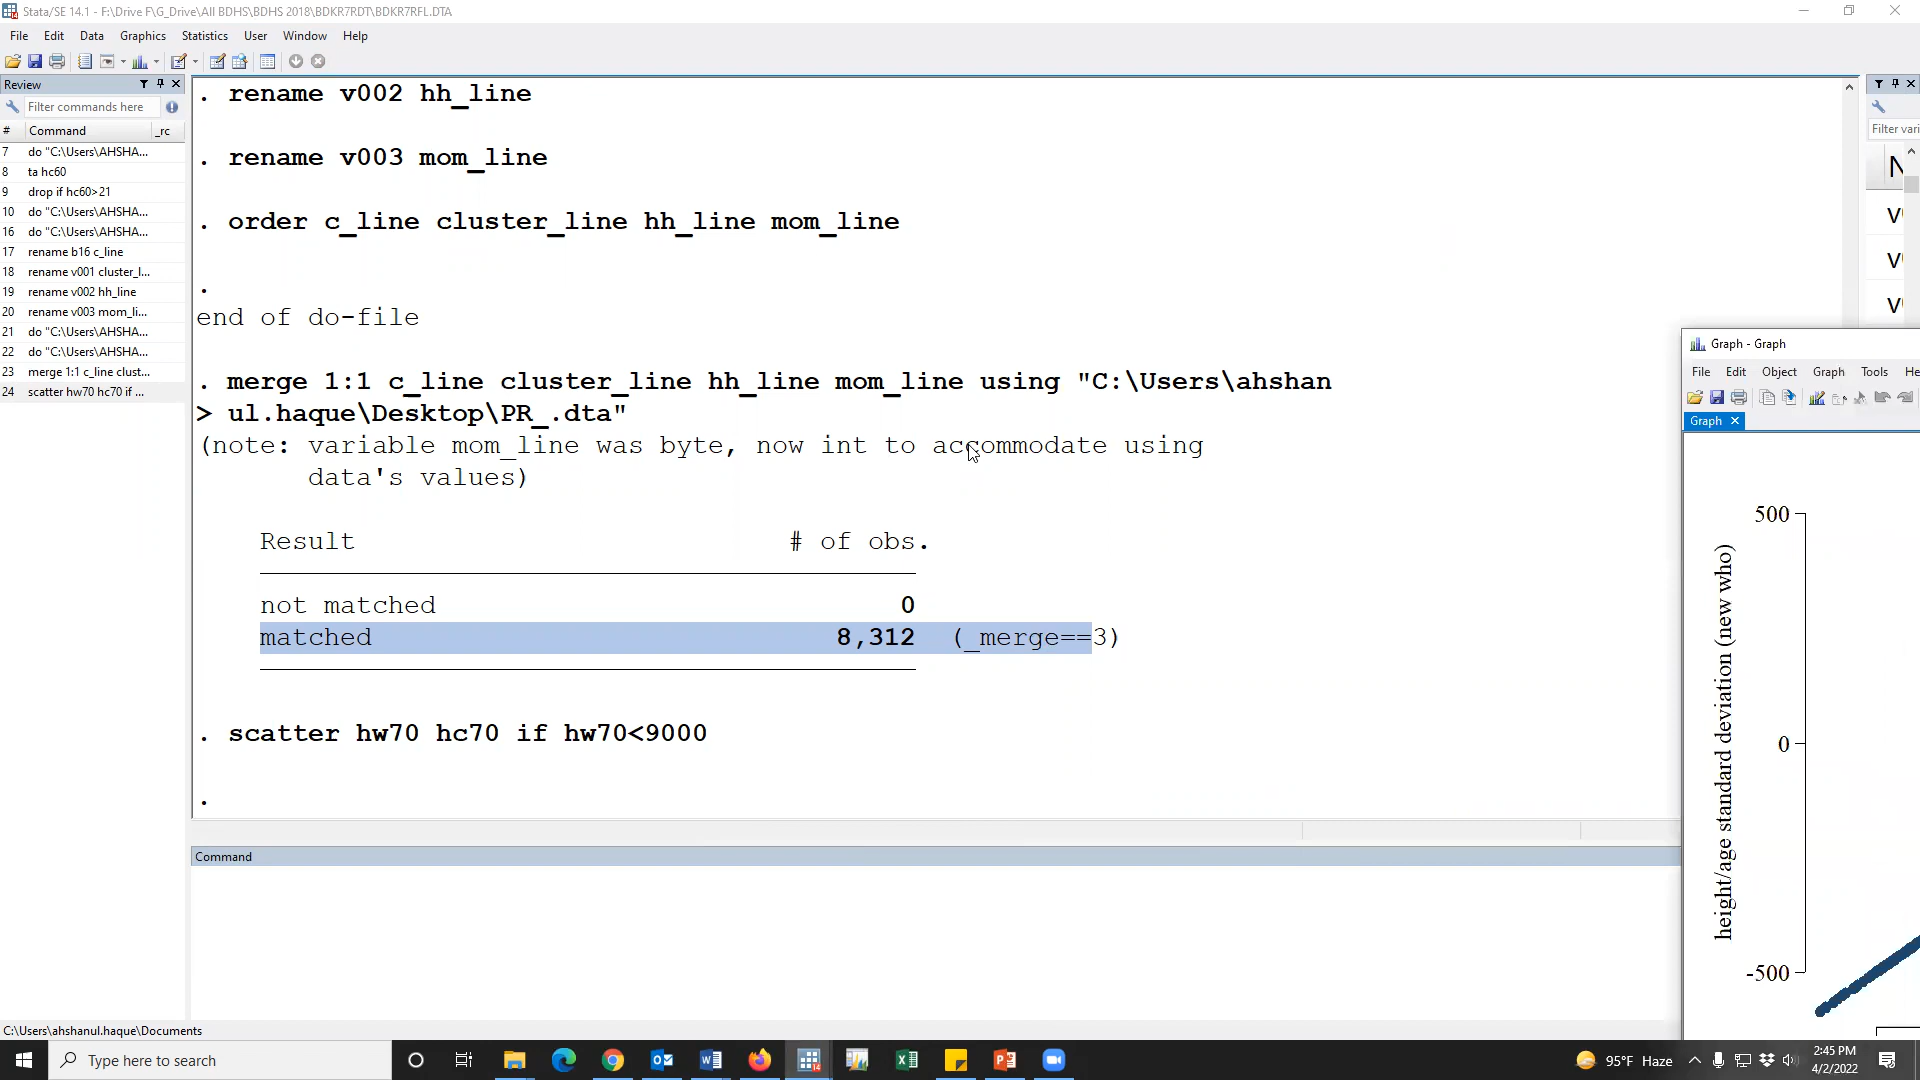 Stata/SE 14.1 - F:\Drive F\G_Drive\All BDHS\BDHS 2018\BDKR7RDT\BDKR7RFL.DTA
File Edit Data Graphics Statistics User Window Help
Review
Filter commands here
# Command _rc
7 do "C:\Users\AHSHA...
8 ta hc60
9 drop if hc60>21
10 do "C:\Users\AHSHA...
16 do "C:\Users\AHSHA...
17 rename b16 c_line
18 rename v001 cluster_l...
19 rename v002 hh_line
20 rename v003 mom_li...
21 do "C:\Users\AHSHA...
22 do "C:\Users\AHSHA...
23 merge 1:1 c_line clust...
24 scatter hw70 hc70 if ...
. rename v002 hh_line
. rename v003 mom_line
. order c_line cluster_line hh_line mom_line
.
end of do-file
. merge 1:1 c_line cluster_line hh_line mom_line using "C:\Users\ahshan
> ul.haque\Desktop\PR_.dta"
(note: variable mom_line was byte, now int to accommodate using
data's values)
Result # of obs.
not matched 0
matched 8,312 (_merge==3)
. scatter hw70 hc70 if hw70<9000
.
Command
Filter vari
Graph - Graph
File Edit Object Graph Tools He
Graph
500
0
-500
height/age standard deviation (new who)
C:\Users\ahshanul.haque\Documents
Type here to search
95°F Haze
2:45 PM
4/2/2022